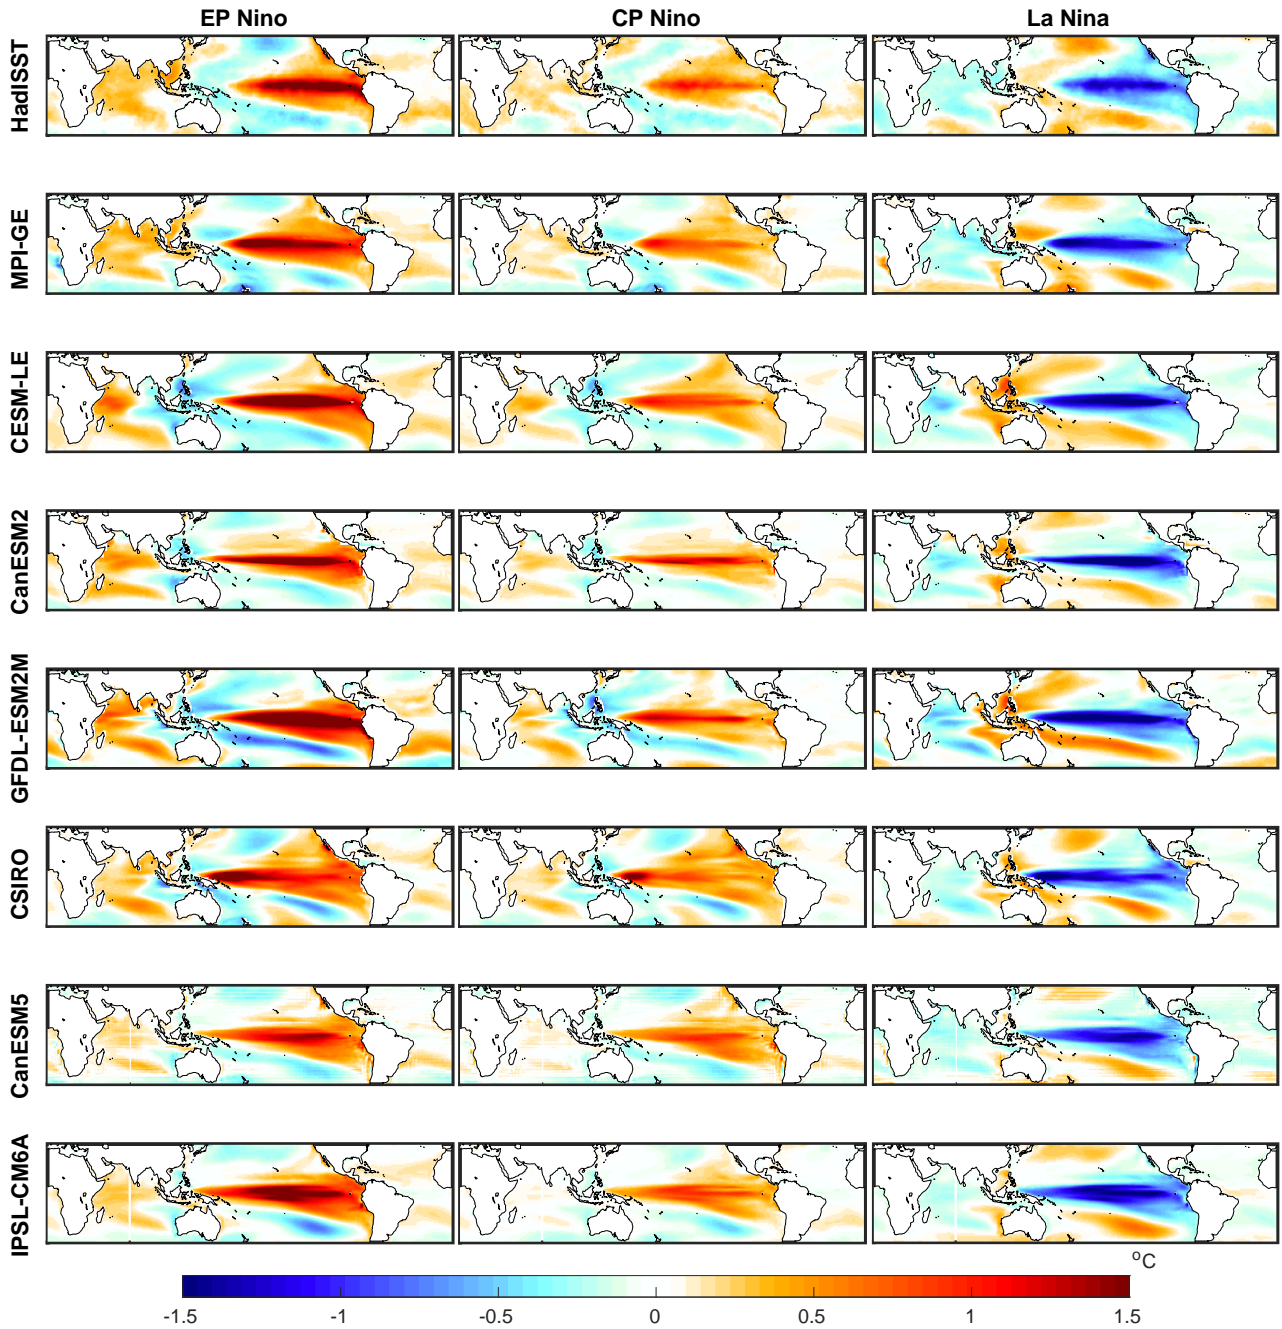 EP Nino CP Nino La Nina
HadISST
MPI-GE
CESM-LE
CanESM2
GFDL-ESM2M
CSIRO
CanESM5
IPSL-CM6A
oC
-1.5 -1 -0.5 0 0.5 1 1.5